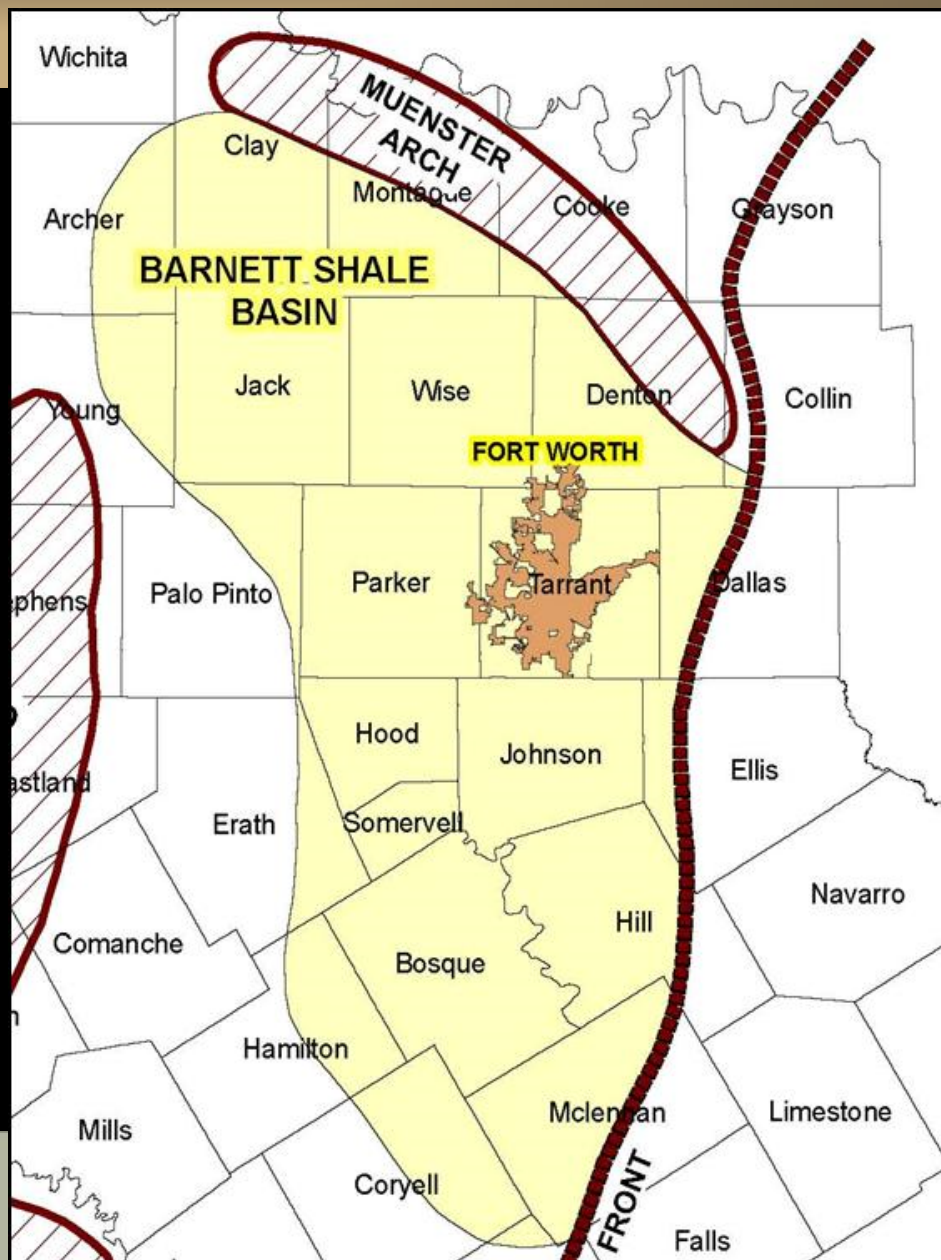 Wichita
MUENSTER
ARCH
Clay
Montague
Cooke
Grayson
Archer
BARNETT SHALE
BASIN
Young
Jack
Wise
Denton
Collin
FORT WORTH
ephens
Palo Pinto
Parker
Tarrant
Dallas
Hood
Johnson
Ellis
astland
Erath
Somervell
Navarro
Comanche
Bosque
Hill
n
Hamilton
Mclennan
Limestone
Mills
Coryell
FRONT
Falls